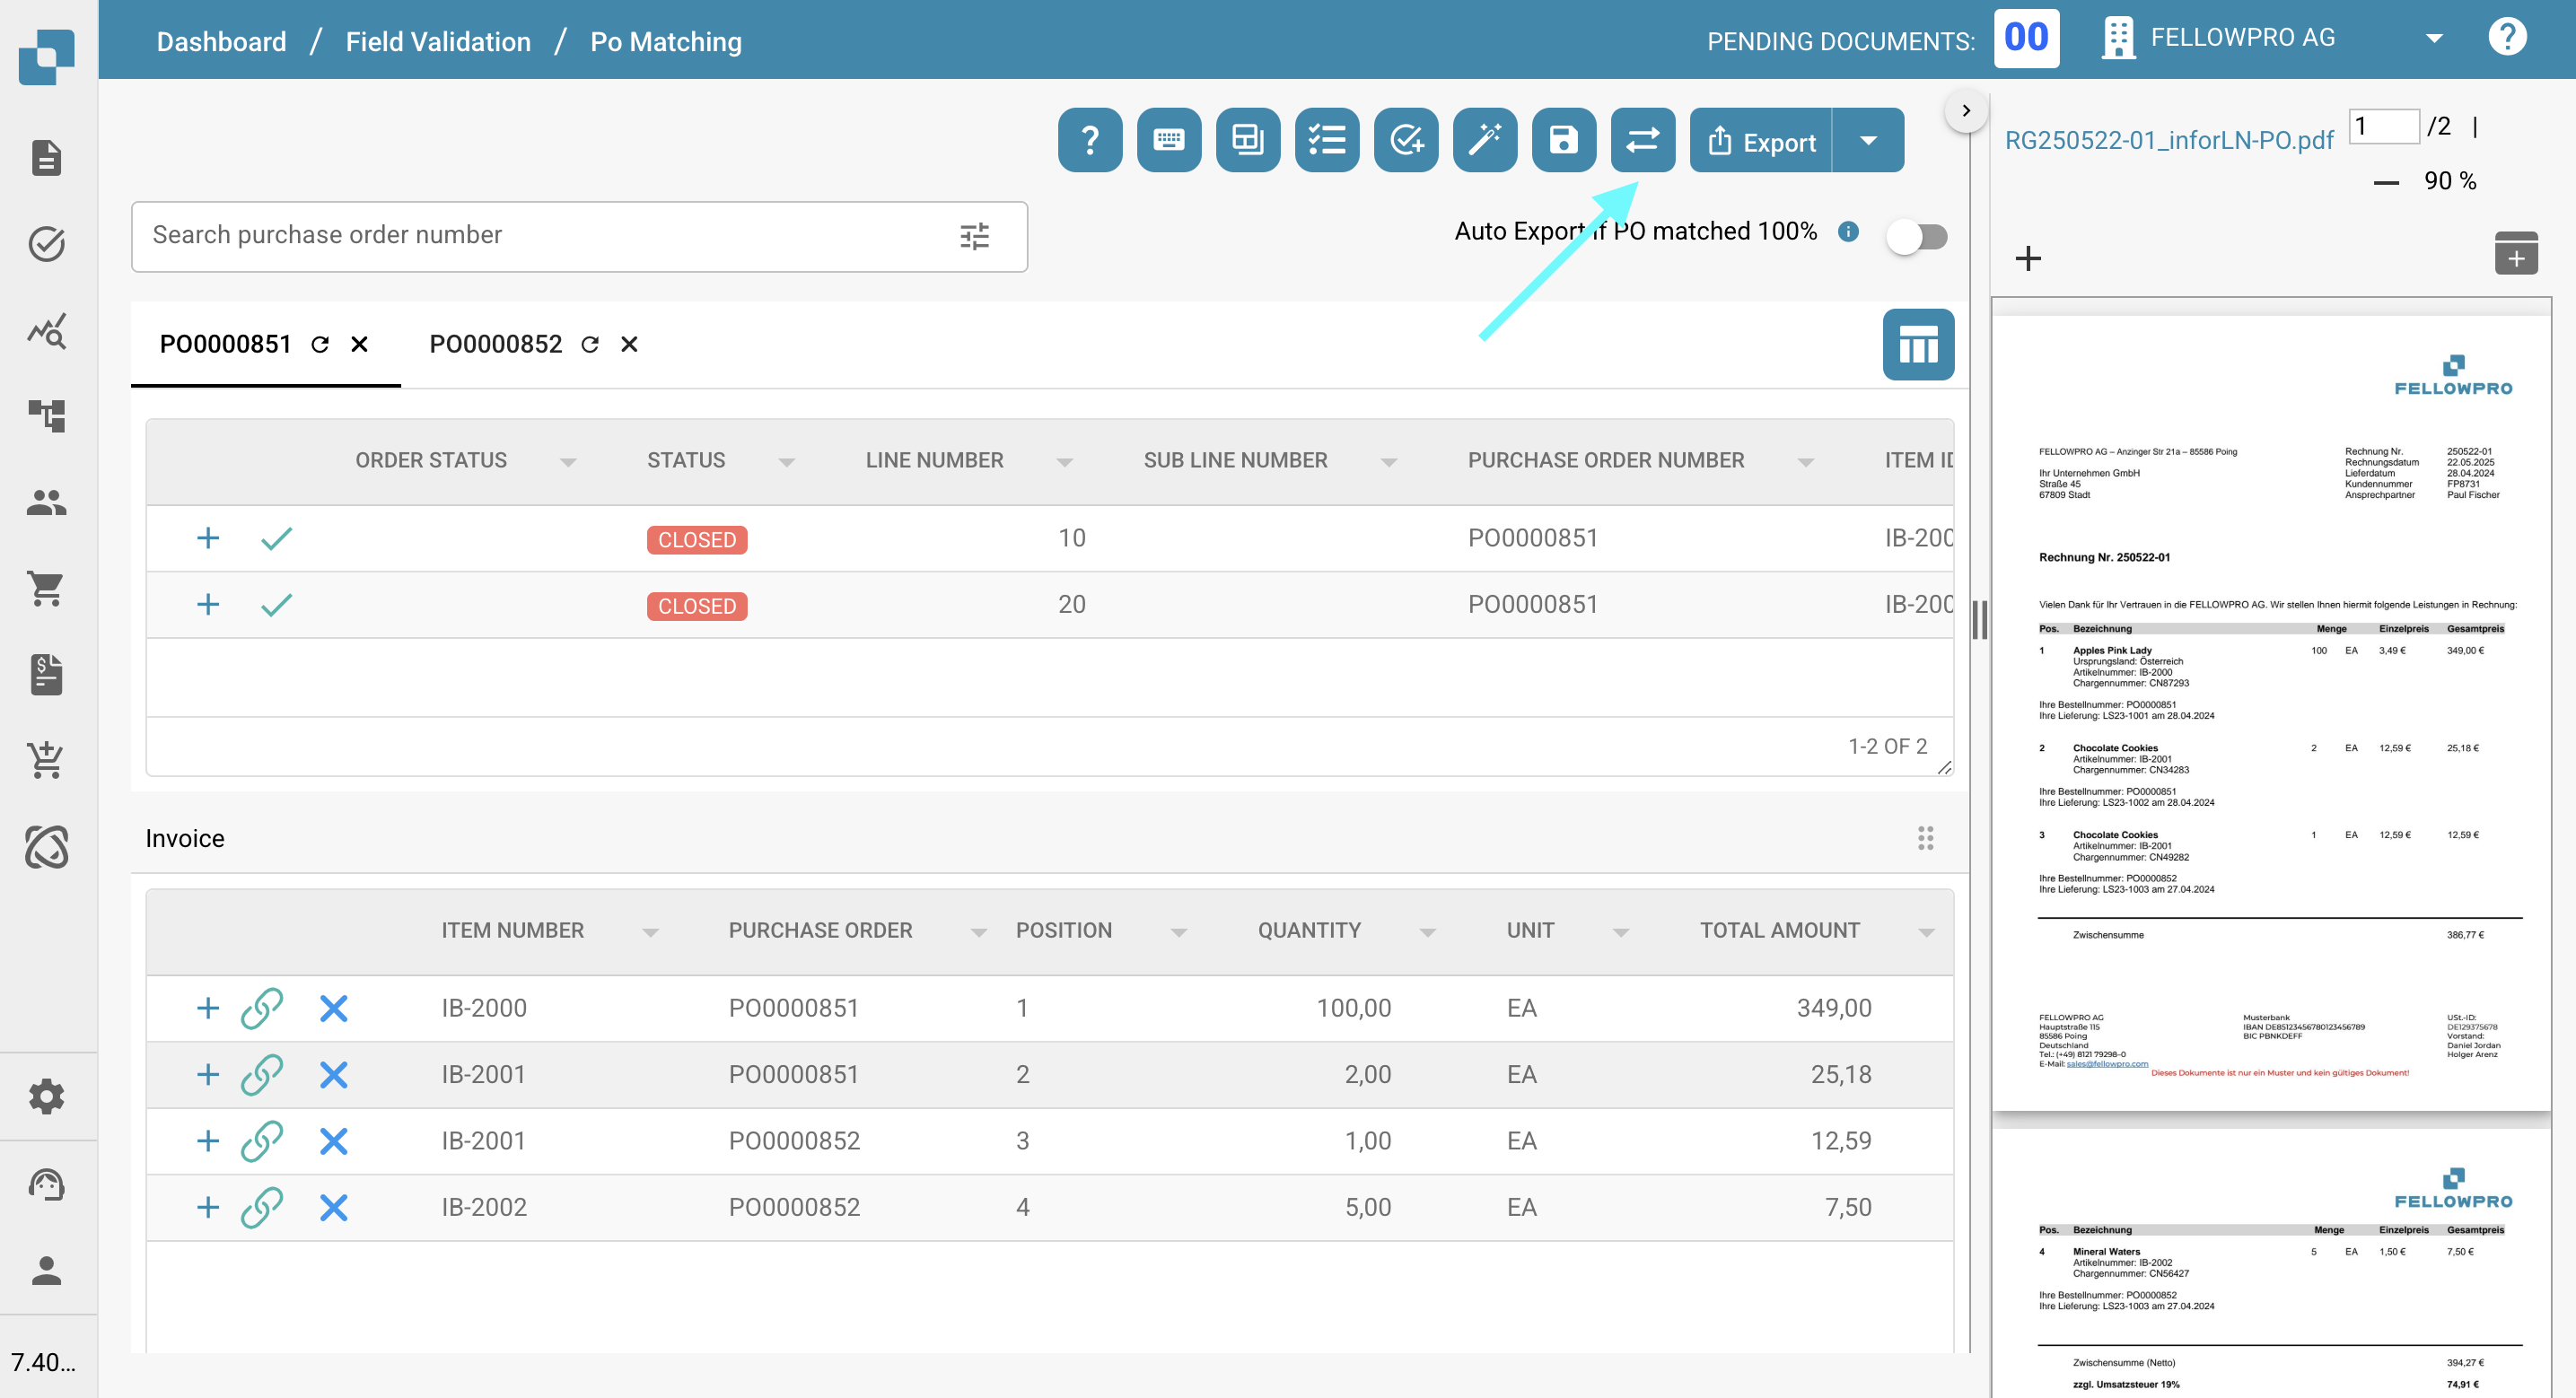 Dashboard / Field Validation / Po Matching
PENDING DOCUMENTS: 00 FELLOWPRO AG ?
? Export
Search purchase order number
Auto Export if PO matched 100%
PO0000851 PO0000852
ORDER STATUS STATUS LINE NUMBER SUB LINE NUMBER PURCHASE ORDER NUMBER ITEM ID
CLOSED 10 PO0000851 IB-200
CLOSED 20 PO0000851 IB-200
1-2 OF 2
Invoice
ITEM NUMBER PURCHASE ORDER POSITION QUANTITY UNIT TOTAL AMOUNT
IB-2000 PO0000851 1 100,00 EA 349,00
IB-2001 PO0000851 2 2,00 EA 25,18
IB-2001 PO0000852 3 1,00 EA 12,59
IB-2002 PO0000852 4 5,00 EA 7,50
7.40...
RG250522-01_inforLN-PO.pdf 1 /2 |
— 90 %
+
FELLOWPRO
FELLOWPRO AG – Anzinger Str 21a – 85586 Poing
Ihr Unternehmen GmbH
Straße 45
67809 Stadt
Rechnung Nr. 250522-01
Rechnungsdatum 22.05.2025
Lieferdatum 28.04.2024
Kundennummer FP8731
Ansprechpartner Paul Fischer
Rechnung Nr. 250522-01
Vielen Dank für Ihr Vertrauen in die FELLOWPRO AG. Wir stellen Ihnen hiermit folgende Leistungen in Rechnung:
Pos. Bezeichnung Menge Einzelpreis Gesamtpreis
1 Apples Pink Lady 100 EA 3,49 € 349,00 €
Ursprungsland: Österreich
Artikelnummer: IB-2000
Chargennummer: CN87293
Ihre Bestellnummer: PO0000851
Ihre Lieferung: LS23-1001 am 28.04.2024
2 Chocolate Cookies 2 EA 12,59 € 25,18 €
Artikelnummer: IB-2001
Chargennummer: CN34283
Ihre Bestellnummer: PO0000851
Ihre Lieferung: LS23-1002 am 28.04.2024
3 Chocolate Cookies 1 EA 12,59 € 12,59 €
Artikelnummer: IB-2001
Chargennummer: CN49282
Ihre Bestellnummer: PO0000852
Ihre Lieferung: LS23-1003 am 27.04.2024
Zwischensumme 386,77 €
FELLOWPRO AG
Hauptstraße 115
85586 Poing
Deutschland
Tel.: (+49) 8121 79298-0
E-Mail: sales@fellowpro.com
Musterbank
IBAN DE85123456780123456789
BIC PBNKDEFF
USt.-ID:
DE129375678
Vorstand:
Daniel Jordan
Holger Arenz
Dieses Dokumente ist nur ein Muster und kein gültiges Dokument!
FELLOWPRO
Pos. Bezeichnung Menge Einzelpreis Gesamtpreis
4 Mineral Waters 5 EA 1,50 € 7,50 €
Artikelnummer: IB-2002
Chargennummer: CN56427
Ihre Bestellnummer: PO0000852
Ihre Lieferung: LS23-1003 am 27.04.2024
Zwischensumme (Netto) 394,27 €
zzgl. Umsatzsteuer 19% 74,91 €